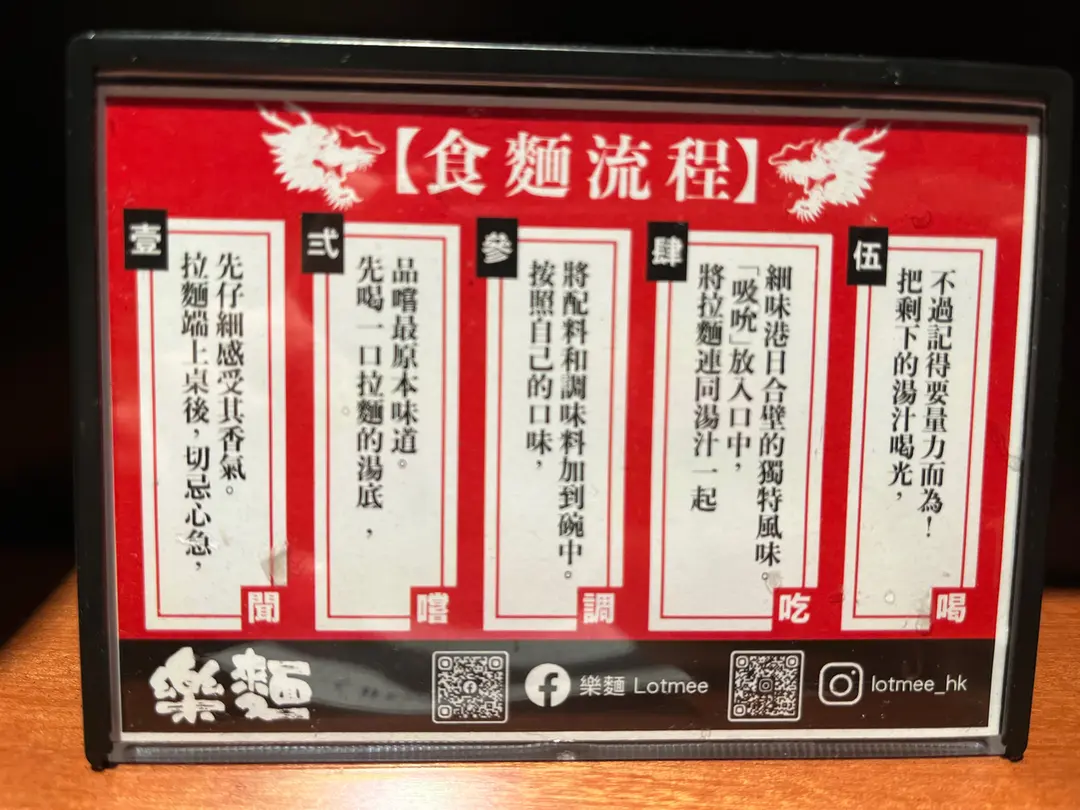 【食麵流程】
壹
拉麵端上桌後，切忌心急，
先仔細感受其香氣。
聞
弍
先喝一口拉麵的湯底，
品嚐最原本味道。
嚐
參
按照自己的口味，
將配料和調味料加到碗中。
調
肆
將拉麵連同湯汁一起
「吸吮」放入口中，
細味港日合壁的獨特風味。
吃
伍
把剩下的湯汁喝光，
不過記得要量力而為！
喝
樂麵
樂麵 Lotmee
lotmee_hk